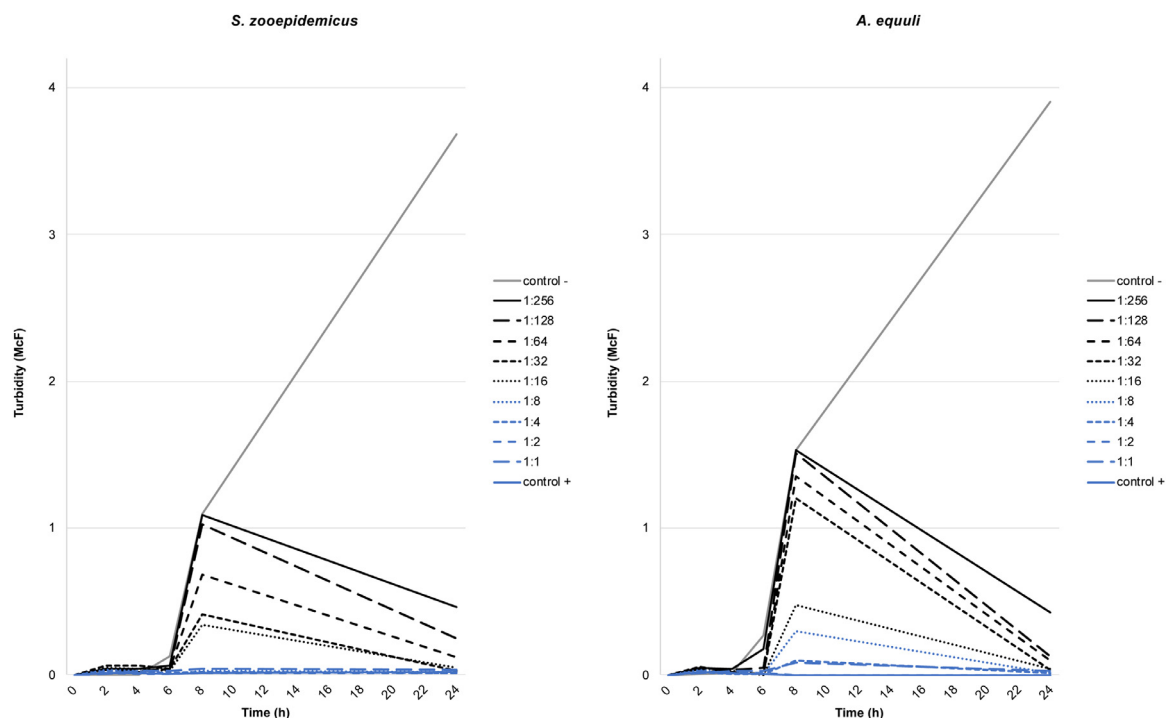 S. zooepidemicus
4
3
2
1
0
Turbidity (McF)
0 2 4 6 8 10 12 14 16 18 20 22 24
Time (h)
control -
1:256
1:128
1:64
1:32
1:16
1:8
1:4
1:2
1:1
control +
A. equuli
4
3
2
1
0
Turbidity (McF)
0 2 4 6 8 10 12 14 16 18 20 22 24
Time (h)
control -
1:256
1:128
1:64
1:32
1:16
1:8
1:4
1:2
1:1
control +